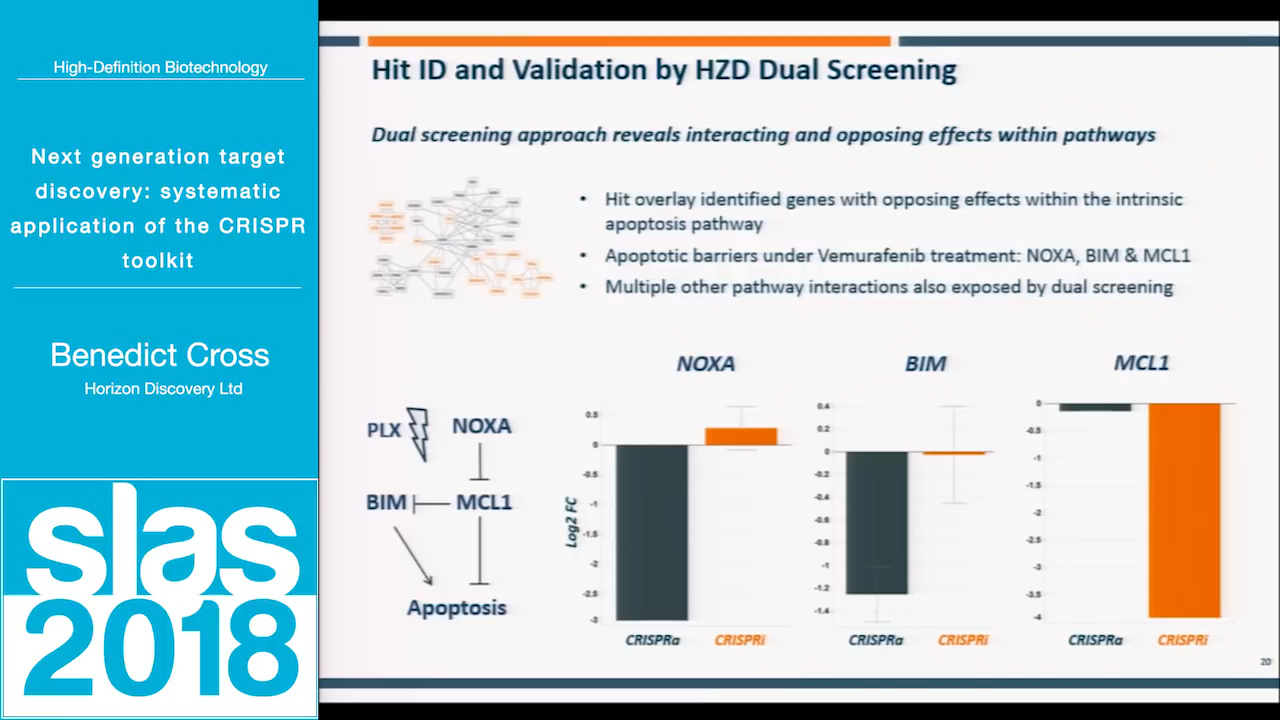 High-Definition Biotechnology
Next generation target
discovery: systematic
application of the CRISPR
toolkit
Benedict Cross
Horizon Discovery Ltd
slas
2018
Hit ID and Validation by HZD Dual Screening
Dual screening approach reveals interacting and opposing effects within pathways
• Hit overlay identified genes with opposing effects within the intrinsic
apoptosis pathway
• Apoptotic barriers under Vemurafenib treatment: NOXA, BIM & MCL1
• Multiple other pathway interactions also exposed by dual screening
PLX
NOXA
BIM
MCL1
Apoptosis
NOXA
Log2 FC
0.5
0
-0.5
-1
-1.5
-2
-2.5
-3
CRISPRa
CRISPRi
BIM
0.4
0.2
0
-0.2
-0.4
-0.6
-0.8
-1
-1.2
-1.4
CRISPRa
CRISPRi
MCL1
0
-0.5
-1
-1.5
-2
-2.5
-3
-3.5
-4
CRISPRa
CRISPRi
20